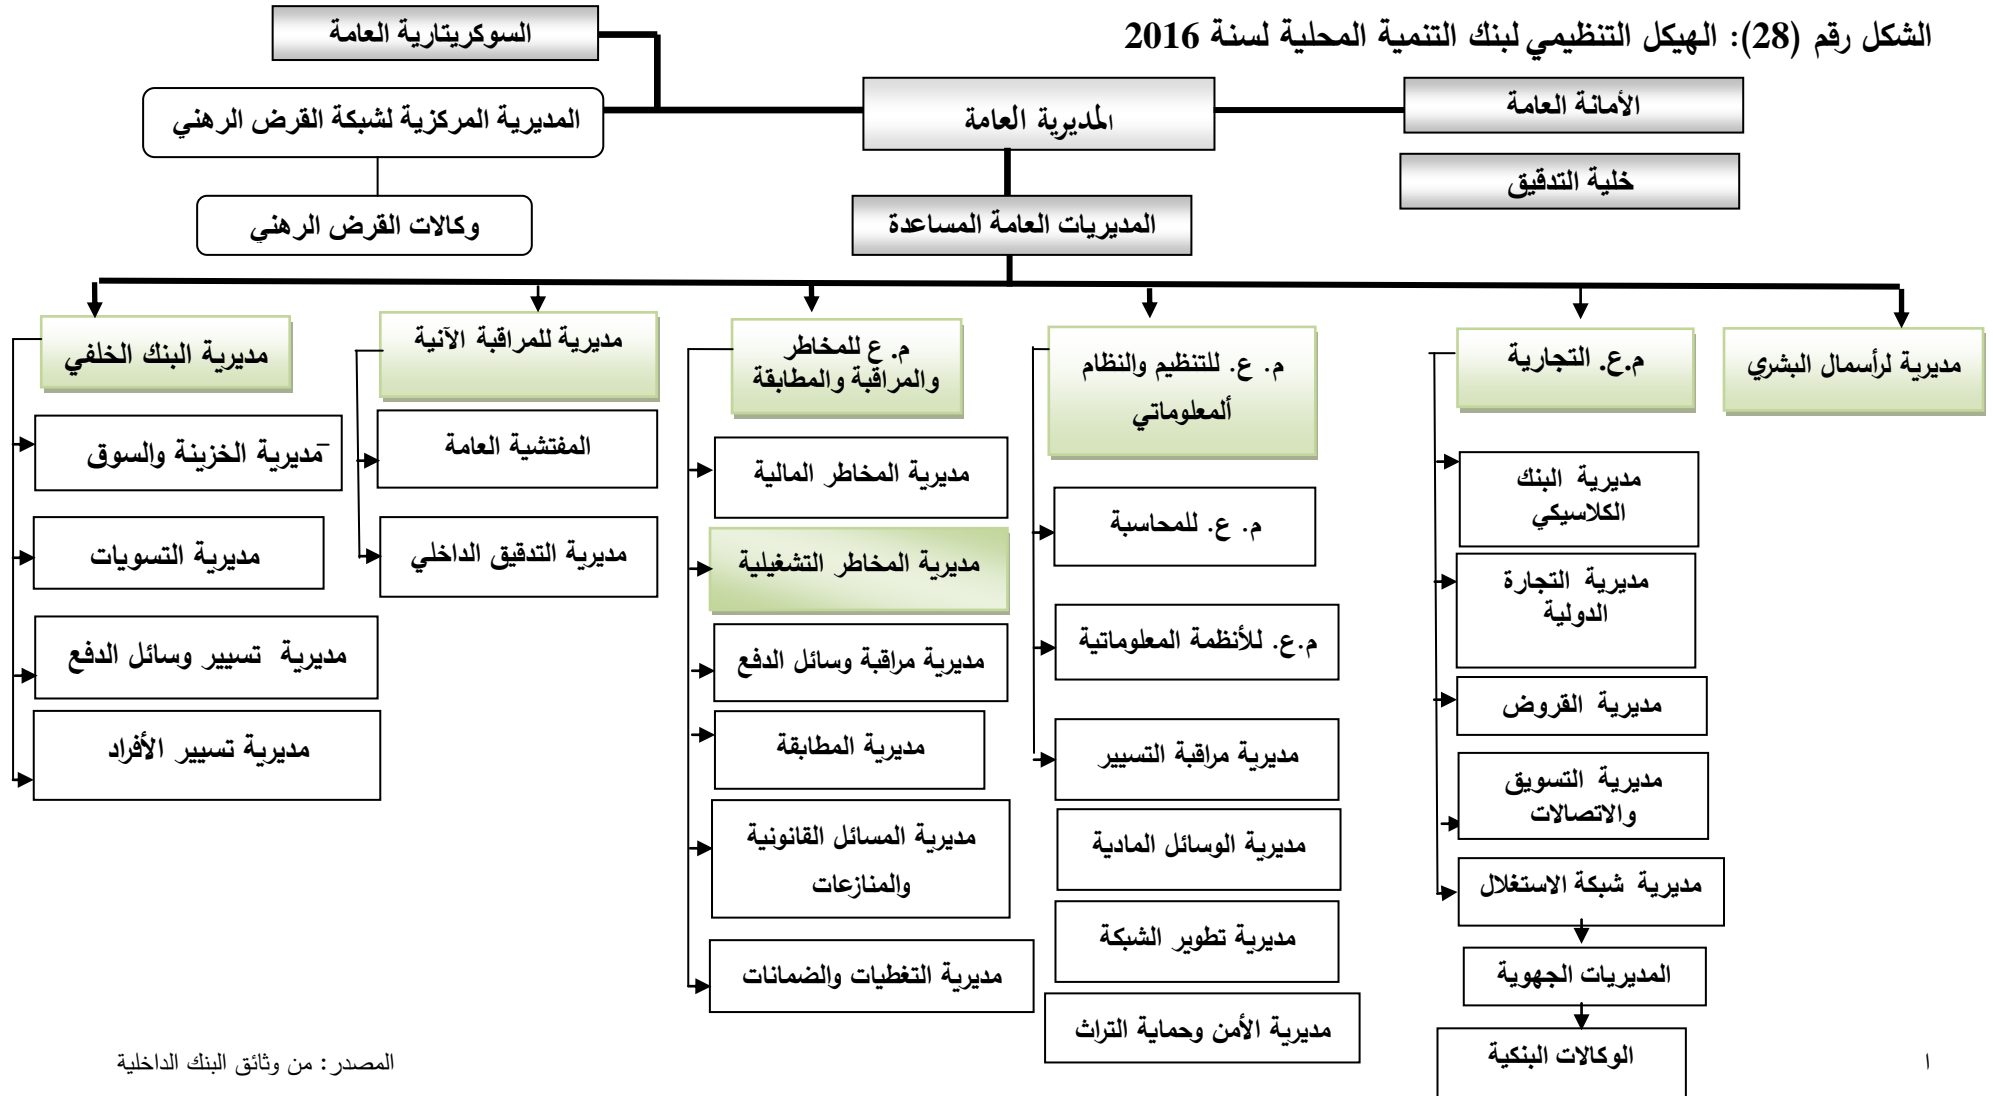 الشكل رقم (28): الهيكل التنظيمي لبنك التنمية المحلية لسنة 2016
السوكريتارية العامة
الأمانة العامة
المديرية العامة
المديرية المركزية لشبكة القرض الرهني
خلية التدقيق
المديريات العامة المساعدة
وكالات القرض الرهني
مديرية لرأسمال البشري
م.ع. التجارية
مديرية البنك
الكلاسيكي
مديرية التجارة
الدولية
مديرية القروض
مديرية التسويق
والاتصالات
مديرية شبكة الاستغلال
المديريات الجهوية
الوكالات البنكية
م. ع. للتنظيم والنظام
ألمعلوماتي
م. ع. للمحاسبة
م.ع. للأنظمة المعلوماتية
مديرية مراقبة التسيير
مديرية الوسائل المادية
مديرية تطوير الشبكة
مديرية الأمن وحماية التراث
م. ع للمخاطر
والمراقبة والمطابقة
مديرية المخاطر المالية
مديرية المخاطر التشغيلية
مديرية مراقبة وسائل الدفع
مديرية المطابقة
مديرية المسائل القانونية
والمنازعات
مديرية التغطيات والضمانات
مديرية للمراقبة الآنية
المفتشية العامة
مديرية التدقيق الداخلي
مديرية البنك الخلفي
مديرية الخزينة والسوق
مديرية التسويات
مديرية تسيير وسائل الدفع
مديرية تسيير الأفراد
ا
المصدر: من وثائق البنك الداخلية